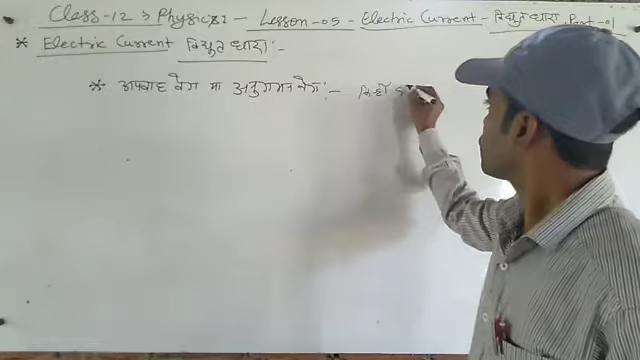 Class-12 > Physics - Lesson-05 - Electric Current - विद्युत धारा, Part-01
* Electric Current विद्युत धारा :-
* अपवाह वेग या अनुगमन वेग :- किसी